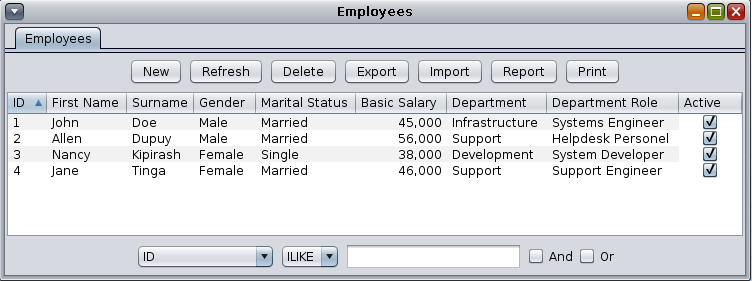 Employees
Employees
New Refresh Delete Export Import Report Print
ID First Name Surname Gender Marital Status Basic Salary Department Department Role Active
1 John Doe Male Married 45,000 Infrastructure Systems Engineer
2 Allen Dupuy Male Married 56,000 Support Helpdesk Personel
3 Nancy Kipirash Female Single 38,000 Development System Developer
4 Jane Tinga Female Married 46,000 Support Support Engineer
ID ILIKE And Or